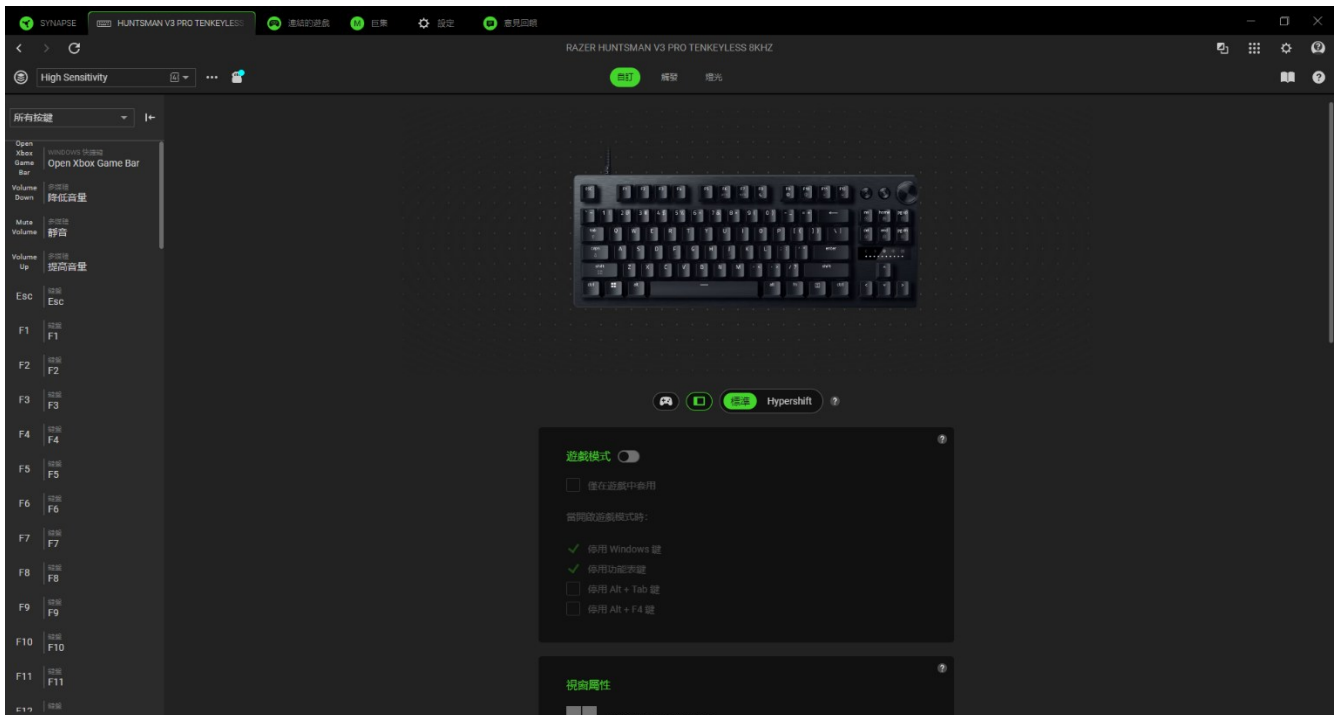 SYNAPSE
HUNTSMAN V3 PRO TENKEYLESS
連結的遊戲
巨集
設定
意見回饋
RAZER HUNTSMAN V3 PRO TENKEYLESS 8KHZ
High Sensitivity
自訂
觸發
燈光
所有按鍵
Open Xbox Game Bar
WINDOWS 快速鍵
Open Xbox Game Bar
Volume Down
多媒體
降低音量
Mute Volume
多媒體
靜音
Volume Up
多媒體
提高音量
Esc
鍵盤
Esc
F1
鍵盤
F1
F2
鍵盤
F2
F3
鍵盤
F3
F4
鍵盤
F4
F5
鍵盤
F5
F6
鍵盤
F6
F7
鍵盤
F7
F8
鍵盤
F8
F9
鍵盤
F9
F10
鍵盤
F10
F11
鍵盤
F11
F12
鍵盤
標準
Hypershift
遊戲模式
僅在遊戲中啟用
當開啟遊戲模式時:
停用 Windows 鍵
停用功能表鍵
停用 Alt + Tab 鍵
停用 Alt + F4 鍵
視窗屬性